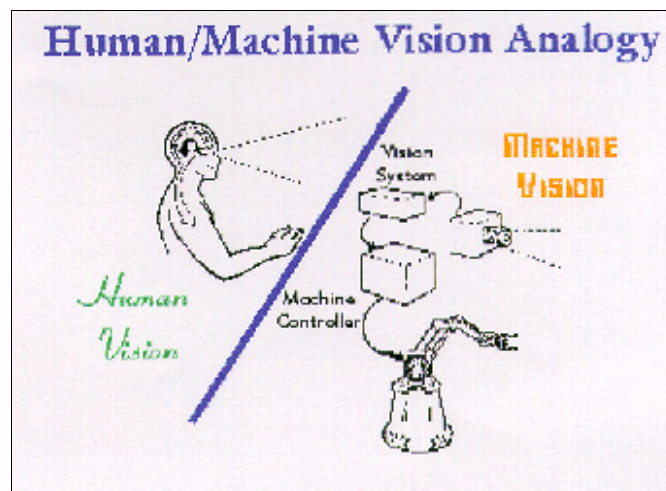 Human/Machine Vision Analogy
Human
Vision
Vision
System
Machine
Controller
MACHINE
VISION